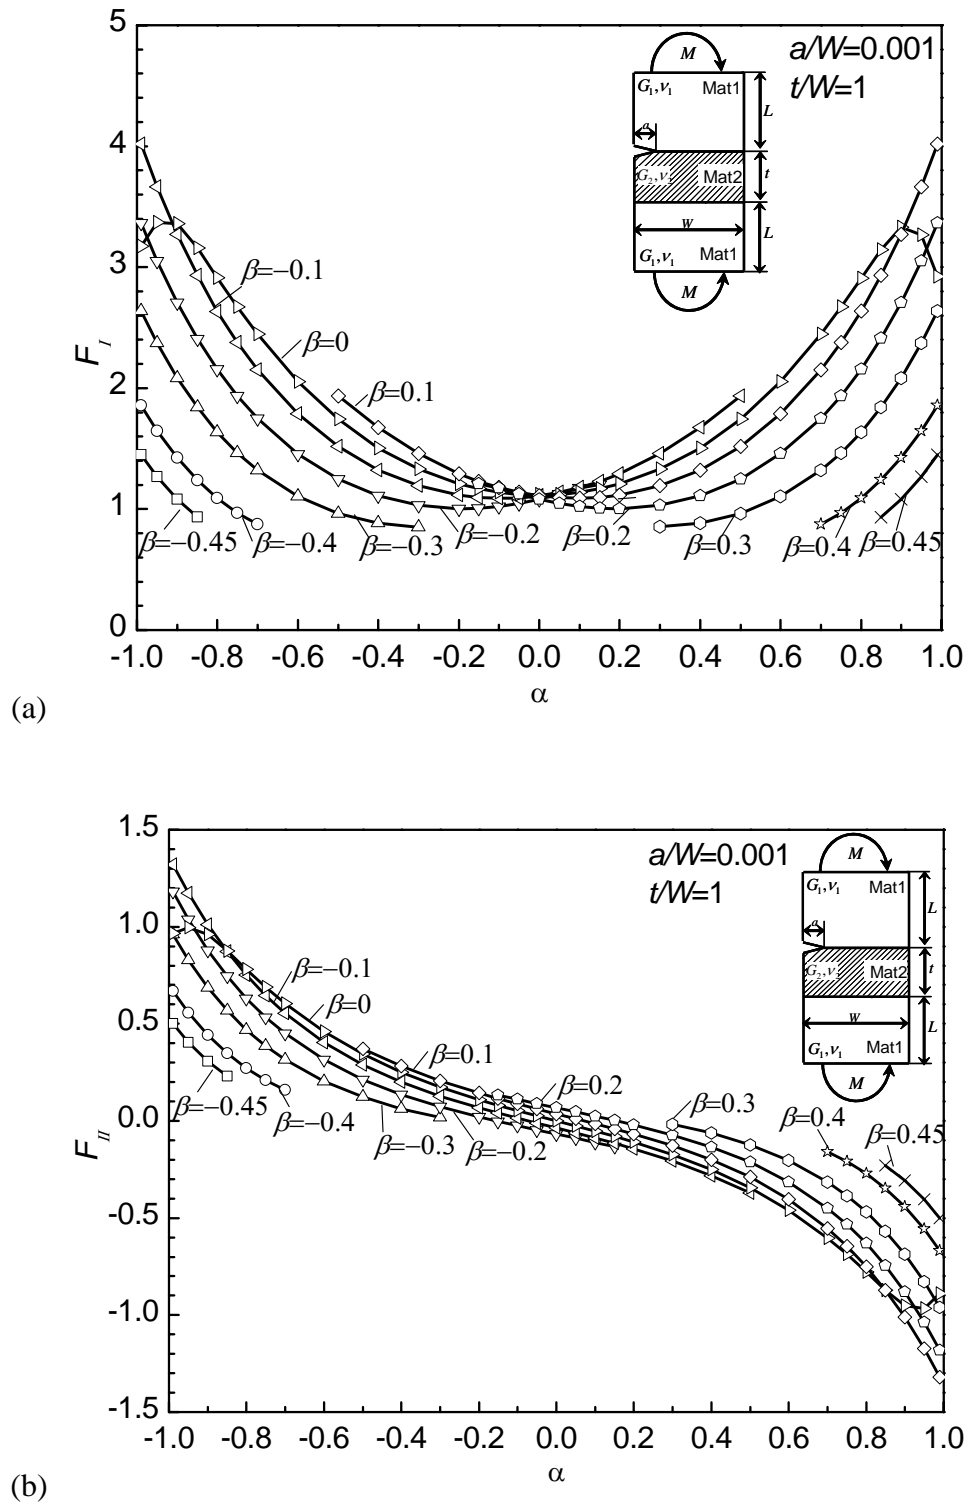 5
4
3
2
1
0
F_I
a/W=0.001
t/W=1
M
G₁,ν₁ Mat1
L
a
G₂,ν₂ Mat2
t
W
L
G₁,ν₁ Mat1
M
β=−0.1
β=0
β=0.1
β=−0.45
β=−0.4
β=−0.3
β=−0.2
β=0.2
β=0.3
β=0.4
β=0.45
-1.0 -0.8 -0.6 -0.4 -0.2 0.0 0.2 0.4 0.6 0.8 1.0
α
(a)
1.5
1.0
0.5
0.0
-0.5
-1.0
-1.5
F_II
a/W=0.001
t/W=1
M
G₁,ν₁ Mat1
L
a
G₂,ν₂ Mat2
t
W
L
G₁,ν₁ Mat1
M
β=−0.1
β=0
β=0.1
β=0.2
β=0.3
β=0.4
β=0.45
β=−0.45
β=−0.4
β=−0.3
β=−0.2
-1.0 -0.8 -0.6 -0.4 -0.2 0.0 0.2 0.4 0.6 0.8 1.0
α
(b)